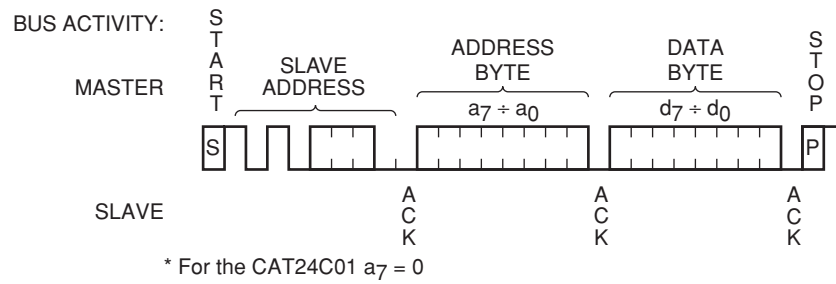 BUS ACTIVITY:
MASTER
START
SLAVE
ADDRESS
ADDRESS
BYTE
a7 ÷ a0
DATA
BYTE
d7 ÷ d0
STOP
S
P
SLAVE
ACK
ACK
ACK
* For the CAT24C01 a7 = 0